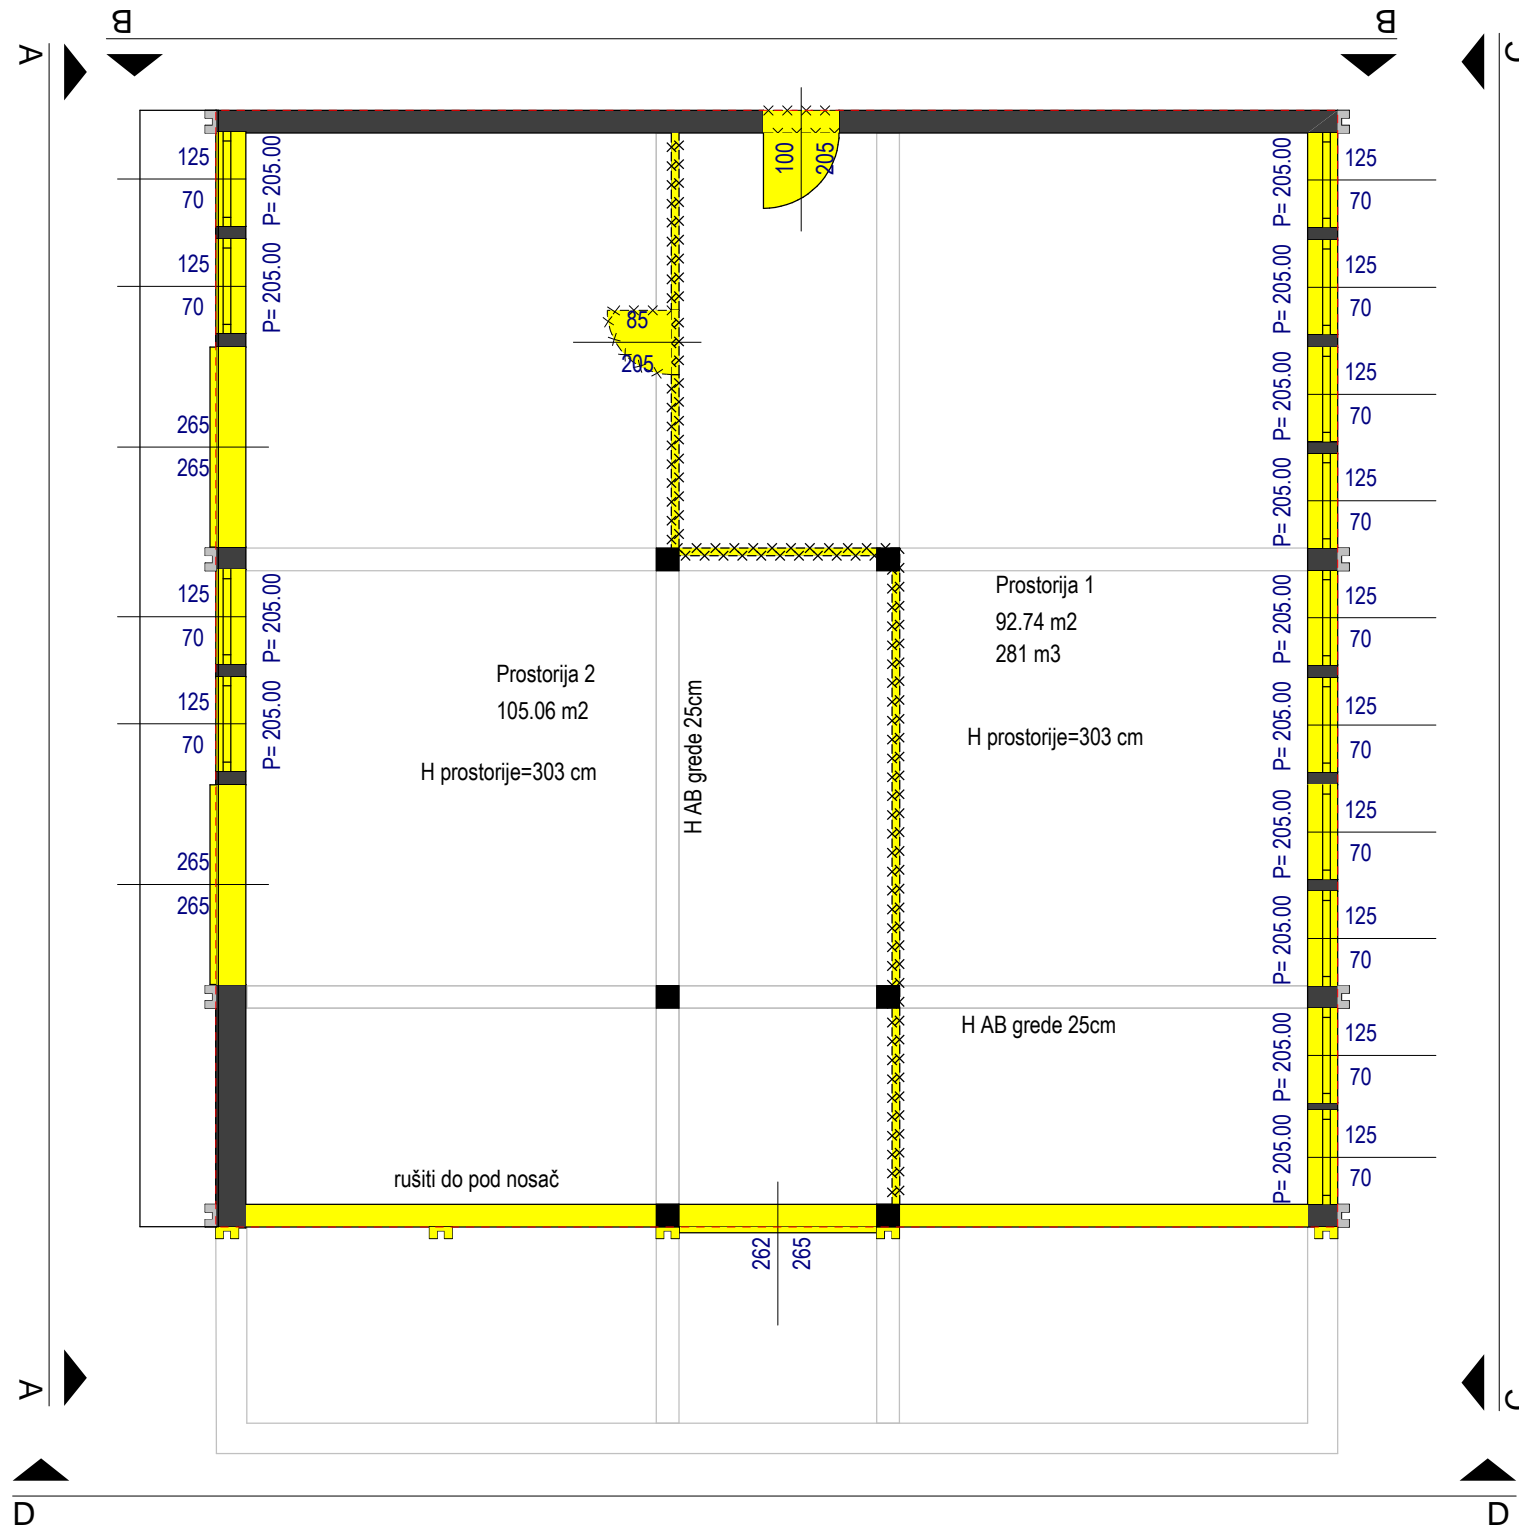 B
B
A
C
125
70
P= 205.00
125
70
P= 205.00
265
265
125
70
P= 205.00
125
70
P= 205.00
265
265
100
205
85
205
P= 205.00
125
70
P= 205.00
125
70
P= 205.00
125
70
P= 205.00
125
70
P= 205.00
125
70
P= 205.00
125
70
P= 205.00
125
70
P= 205.00
125
70
P= 205.00
125
70
P= 205.00
125
70
Prostorija 1
92.74 m2
281 m3
H prostorije=303 cm
Prostorija 2
105.06 m2
H prostorije=303 cm
H AB grede 25cm
H AB grede 25cm
rušiti do pod nosač
262
265
A
C
D
D